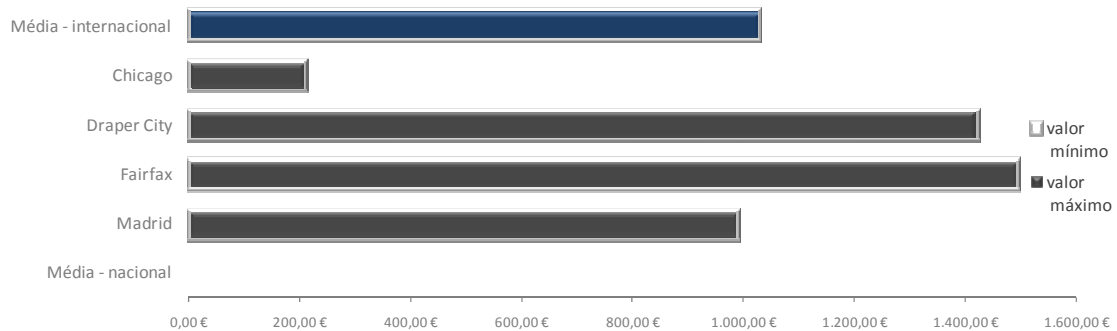 Média - internacional
Chicago
Draper City
Fairfax
Madrid
Média - nacional
valor
mínimo
valor
máximo
0,00 €
200,00 €
400,00 €
600,00 €
800,00 €
1.000,00 €
1.200,00 €
1.400,00 €
1.600,00 €